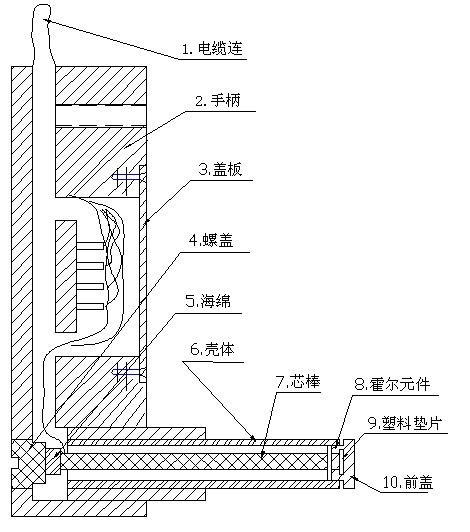 1.电缆连
2.手柄
3.盖板
4.螺盖
5.海绵
6.壳体
7.芯棒
8.霍尔元件
9.塑料垫片
10.前盖